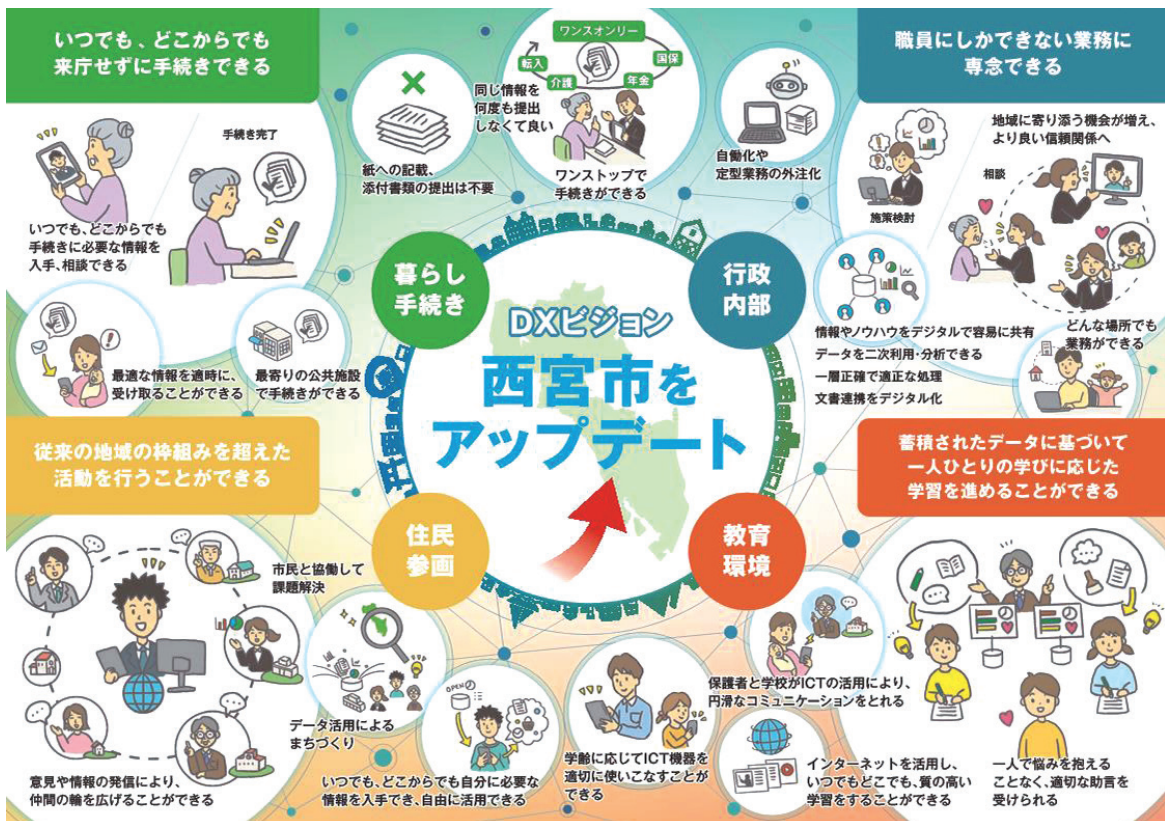 いつでも、どこからでも
来庁せずに手続きできる
手続き完了
いつでも、どこからでも
手続きに必要な情報を
入手、相談できる
最適な情報を適時に、
受け取ることができる
最寄りの公共施設
で手続きができる
紙への記載、
添付書類の提出は不要
ワンスオンリー
転入
介護
年金
国保
同じ情報を
何度も提出
しなくて良い
ワンストップで
手続きができる
自働化や
定型業務の外注化
職員にしかできない業務に
専念できる
地域に寄り添う機会が増え、
より良い信頼関係へ
相談
施策検討
情報やノウハウをデジタルで容易に共有
データを二次利用・分析できる
一層正確で適正な処理
文書連携をデジタル化
どんな場所でも
業務ができる
暮らし
手続き
行政
内部
DXビジョン
西宮市を
アップデート
住民
参画
教育
環境
従来の地域の枠組みを超えた
活動を行うことができる
市民と協働して
課題解決
意見や情報の発信により、
仲間の輪を広げることができる
データ活用による
まちづくり
OPEN
いつでも、どこからでも自分に必要な
情報を入手でき、自由に活用できる
蓄積されたデータに基づいて
一人ひとりの学びに応じた
学習を進めることができる
学齢に応じてICT機器を
適切に使いこなすことが
できる
保護者と学校がICTの活用により、
円滑なコミュニケーションをとれる
インターネットを活用し、
いつでもどこでも、質の高い
学習をすることができる
一人で悩みを抱える
ことなく、適切な助言を
受けられる